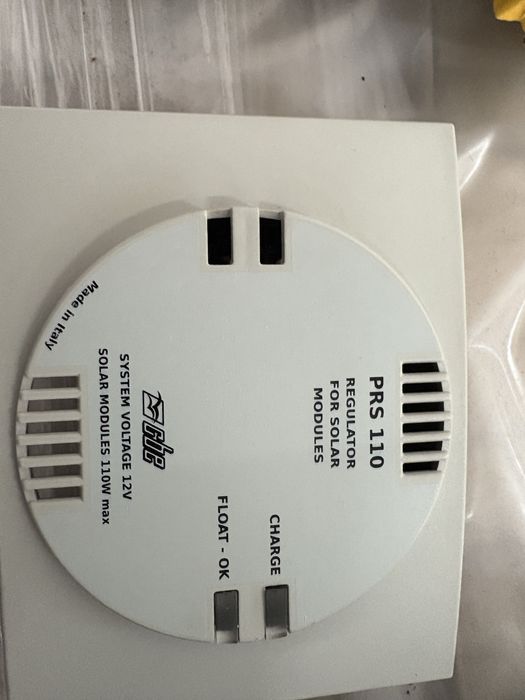 PRS 110
REGULATOR
FOR SOLAR
MODULES
CHARGE
FLOAT - OK
cbe
SYSTEM VOLTAGE 12V
SOLAR MODULES 110W max
Made in Italy